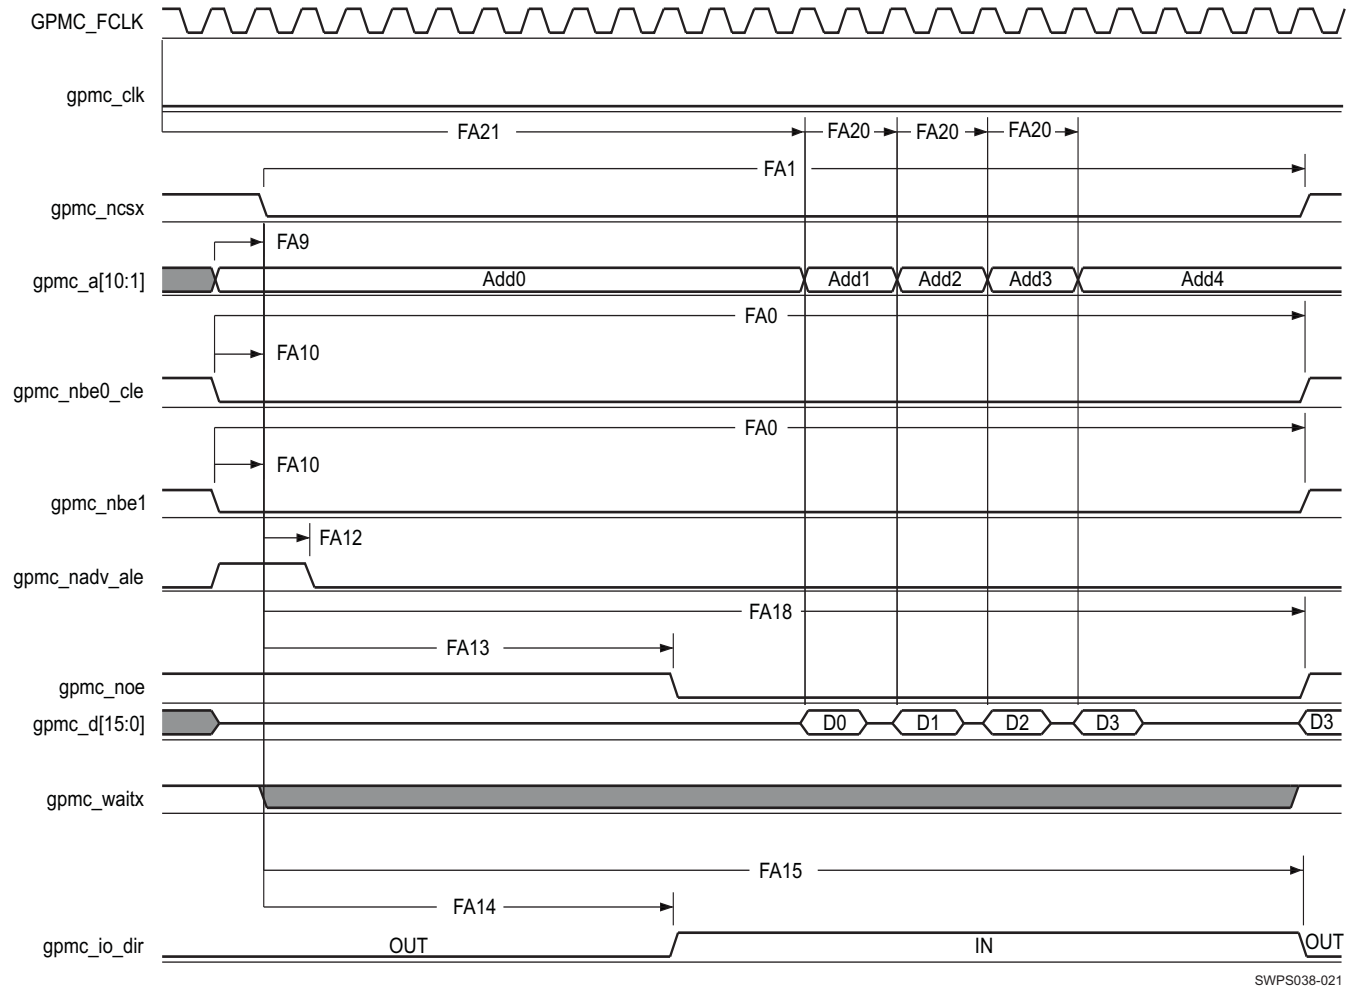 GPMC_FCLK
gpmc_clk
FA21 FA20 FA20 FA20
FA1
gpmc_ncsx
FA9
gpmc_a[10:1] Add0 Add1 Add2 Add3 Add4
FA0
FA10
gpmc_nbe0_cle
FA0
FA10
gpmc_nbe1
FA12
gpmc_nadv_ale
FA18
FA13
gpmc_noe
gpmc_d[15:0] D0 D1 D2 D3 D3
gpmc_waitx
FA15
FA14
gpmc_io_dir OUT IN OUT
SWPS038-021